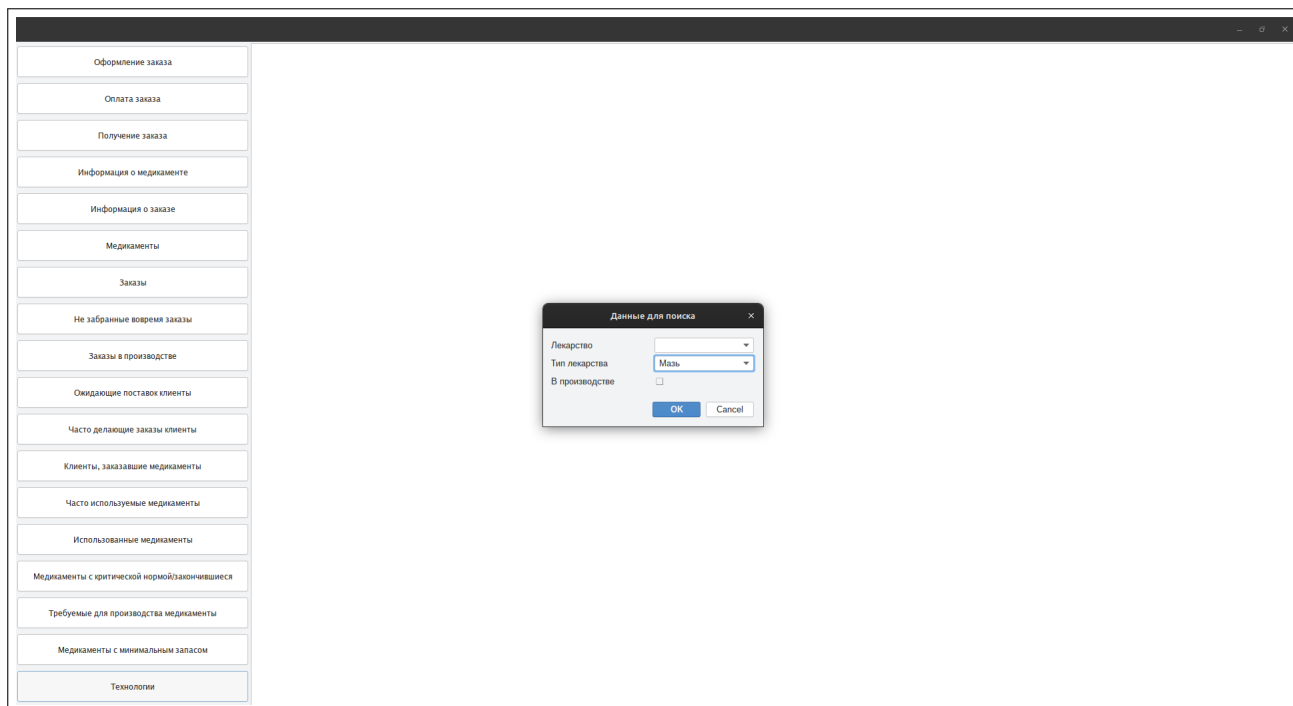 Оформление заказа
Оплата заказа
Получение заказа
Информация о медикаменте
Информация о заказе
Медикаменты
Заказы
Не забранные вовремя заказы
Заказы в производстве
Ожидающие поставок клиенты
Часто делающие заказы клиенты
Клиенты, заказавшие медикаменты
Часто используемые медикаменты
Использованные медикаменты
Медикаменты с критической нормой/закончившиеся
Требуемые для производства медикаменты
Медикаменты с минимальным запасом
Технологии
Данные для поиска
Лекарство
Тип лекарства Мазь
В производстве
OK Cancel